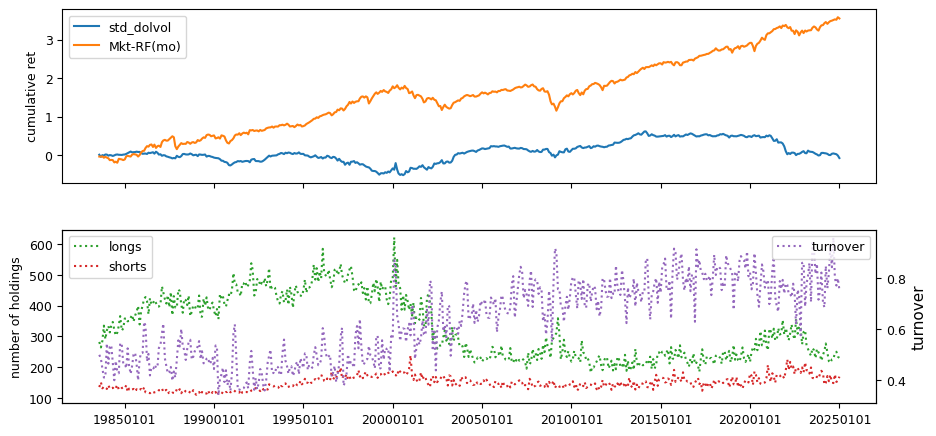 std_dolvol
Mkt-RF(mo)
cumulative ret
3
2
1
0
longs
shorts
turnover
number of holdings
600
500
400
300
200
100
0.8
0.6
0.4
turnover
19850101 19900101 19950101 20000101 20050101 20100101 20150101 20200101 20250101